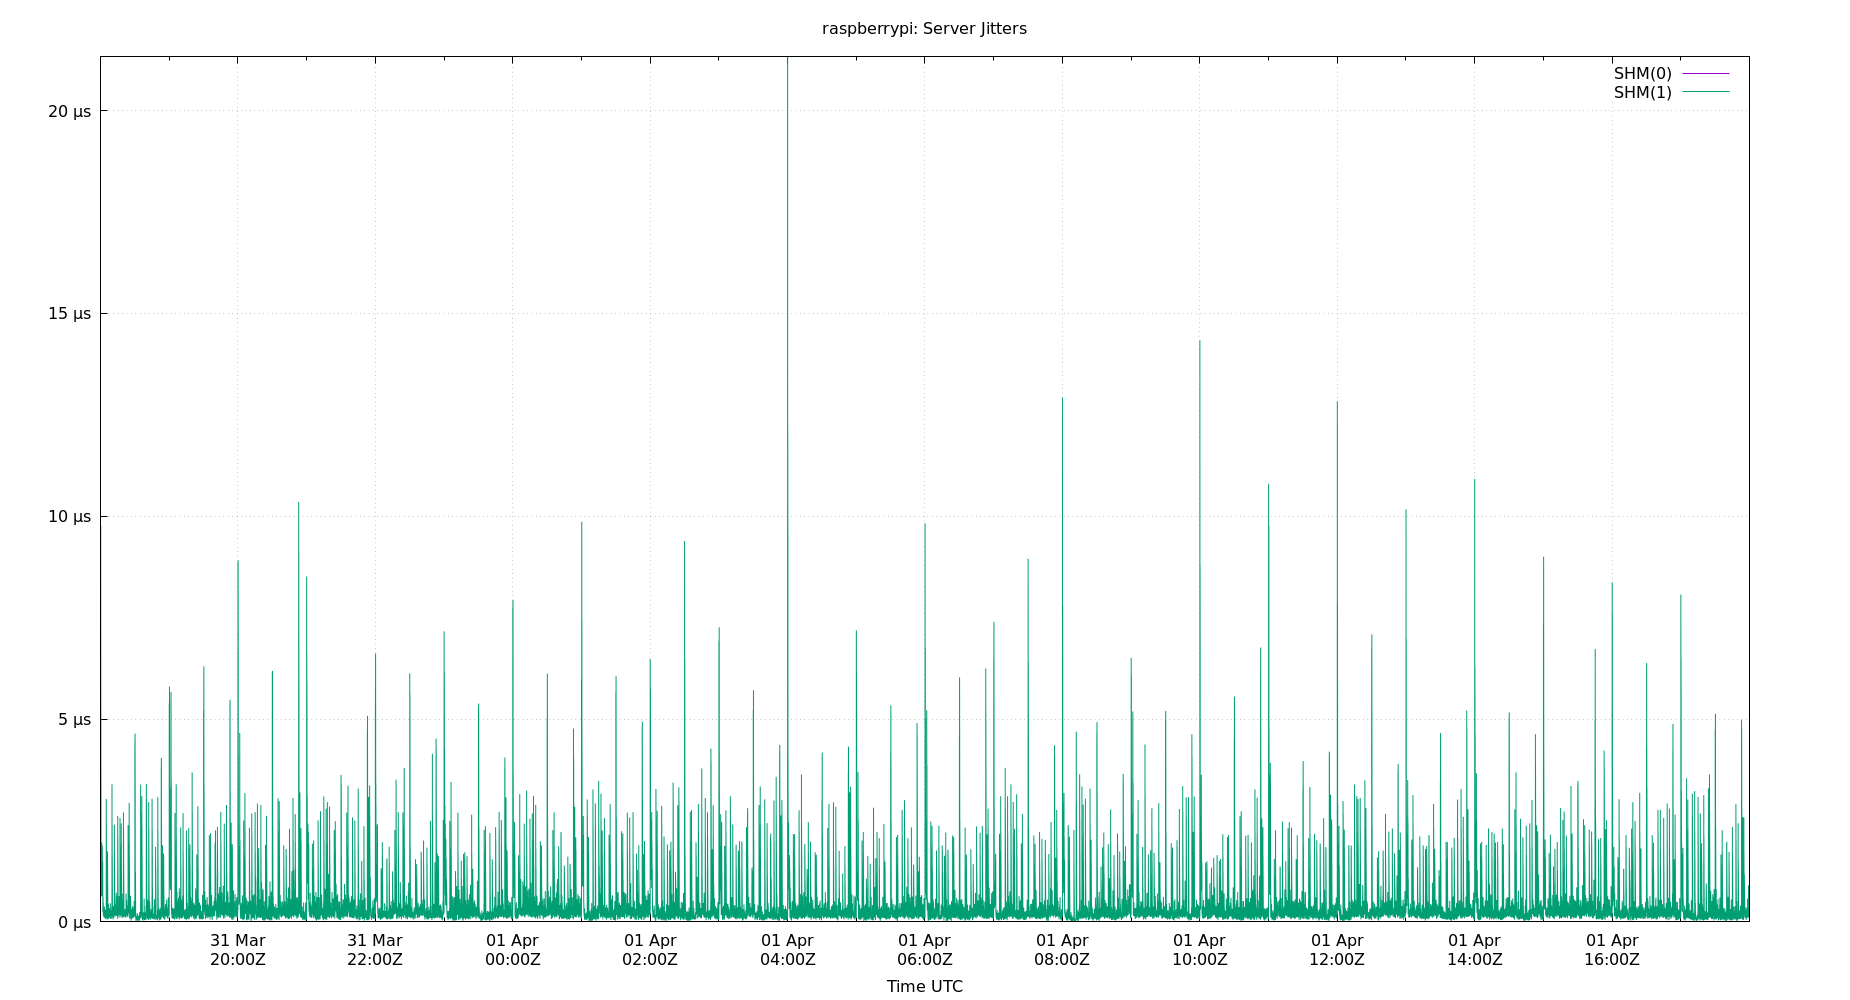 raspberrypi: Server Jitters
SHM(0)
SHM(1)
20 µs
15 µs
10 µs
5 µs
0 µs
31 Mar 31 Mar 01 Apr 01 Apr 01 Apr 01 Apr 01 Apr 01 Apr 01 Apr 01 Apr 01 Apr
20:00Z 22:00Z 00:00Z 02:00Z 04:00Z 06:00Z 08:00Z 10:00Z 12:00Z 14:00Z 16:00Z
Time UTC